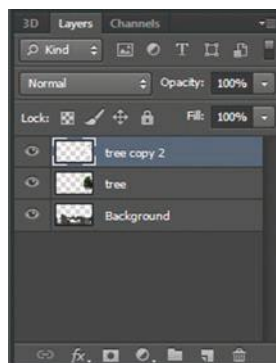 3D Layers Channels
Kind T
Normal Opacity: 100%
Lock: Fill: 100%
tree copy 2
tree
Background
fx